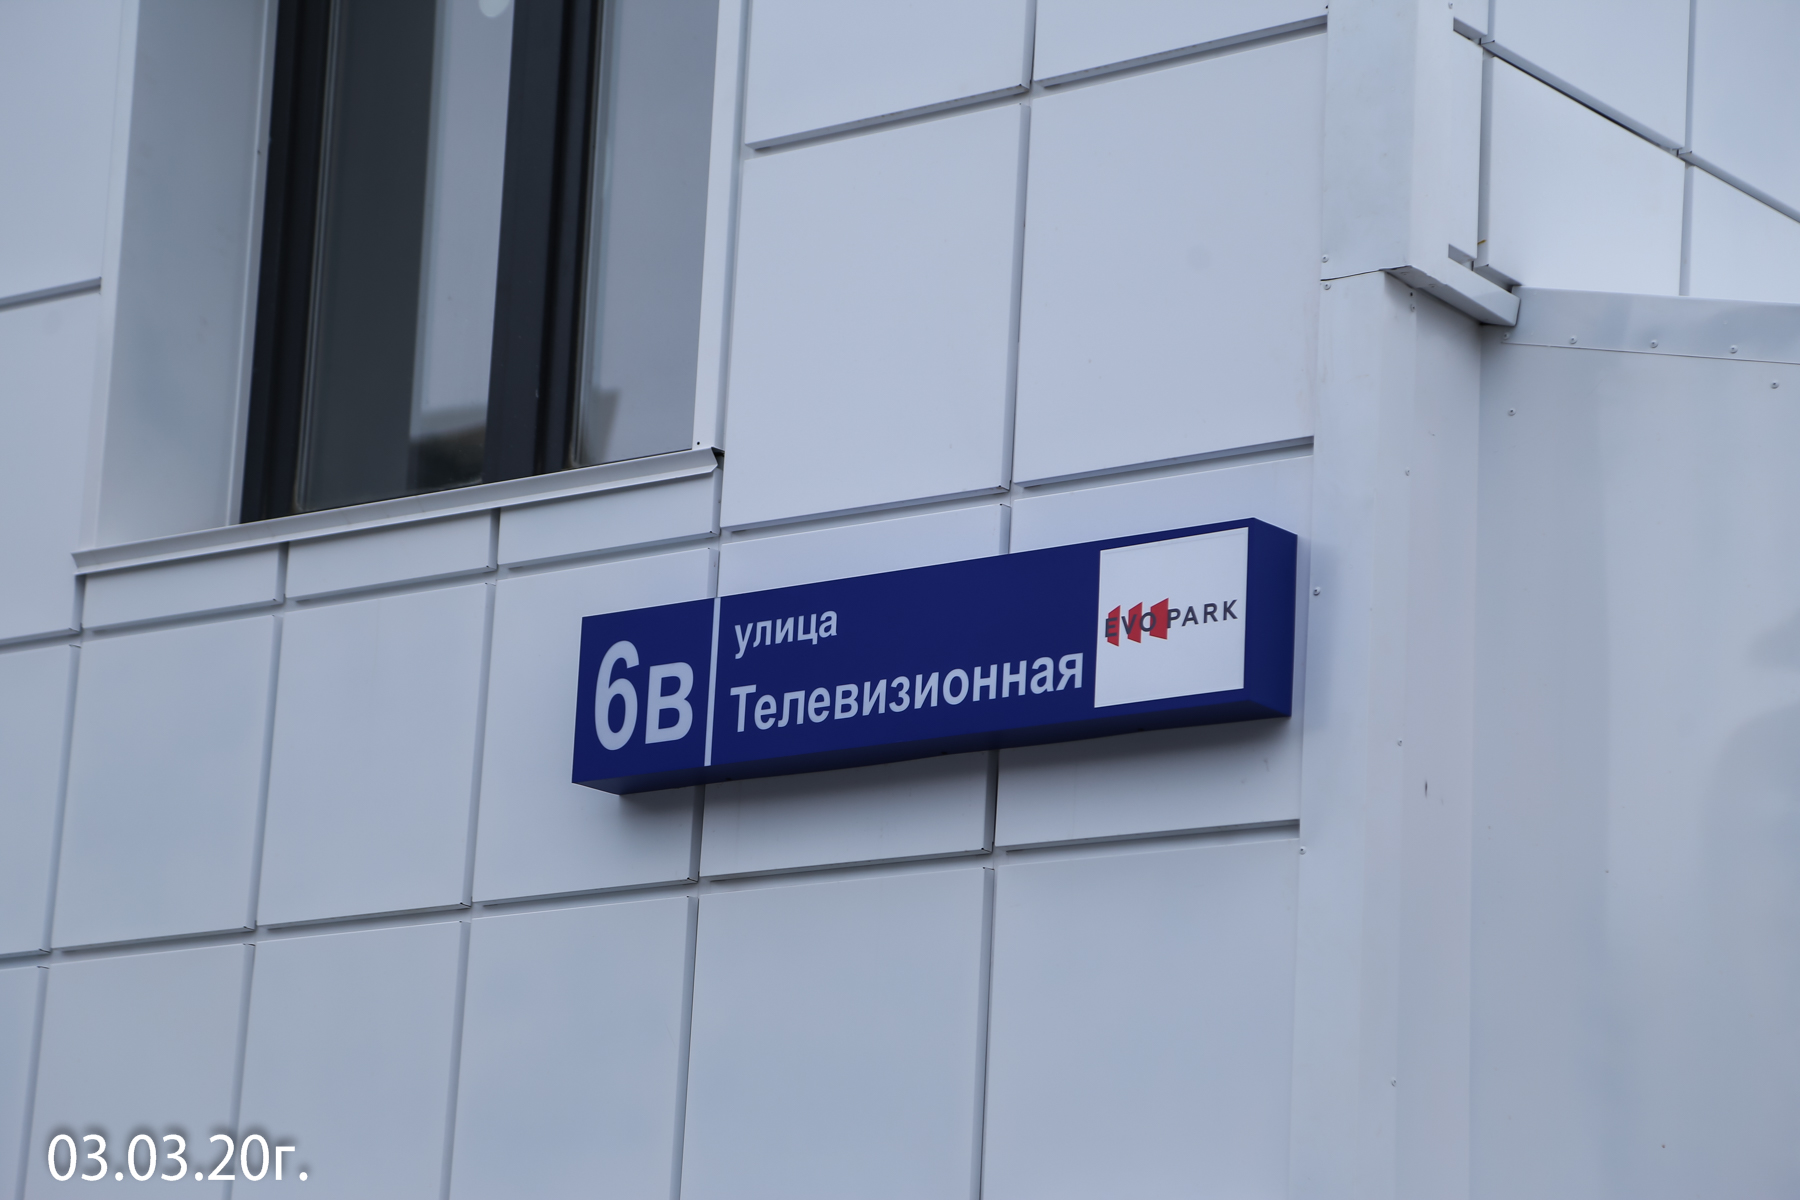 6В
улица
Телевизионная
EVO PARK
03.03.20г.